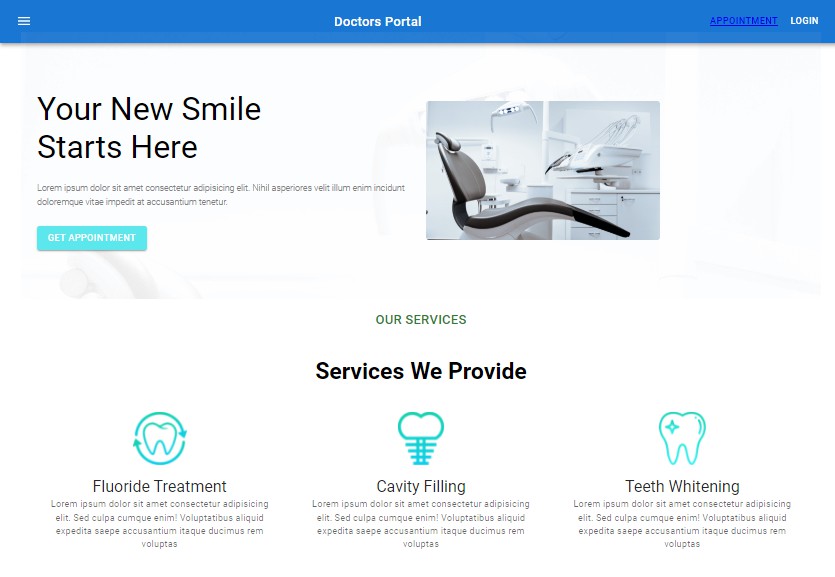 Doctors Portal
APPOINTMENT
LOGIN
Your New Smile
Starts Here
Lorem ipsum dolor sit amet consectetur adipisicing elit. Nihil asperiores velit illum enim incidunt
doloremque vitae impedit at accusantium tenetur.
GET APPOINTMENT
OUR SERVICES
Services We Provide
Fluoride Treatment
Lorem ipsum dolor sit amet consectetur adipisicing
elit. Sed culpa cumque enim! Voluptatibus aliquid
expedita saepe accusantium itaque ducimus rem
voluptas
Cavity Filling
Lorem ipsum dolor sit amet consectetur adipisicing
elit. Sed culpa cumque enim! Voluptatibus aliquid
expedita saepe accusantium itaque ducimus rem
voluptas
Teeth Whitening
Lorem ipsum dolor sit amet consectetur adipisicing
elit. Sed culpa cumque enim! Voluptatibus aliquid
expedita saepe accusantium itaque ducimus rem
voluptas